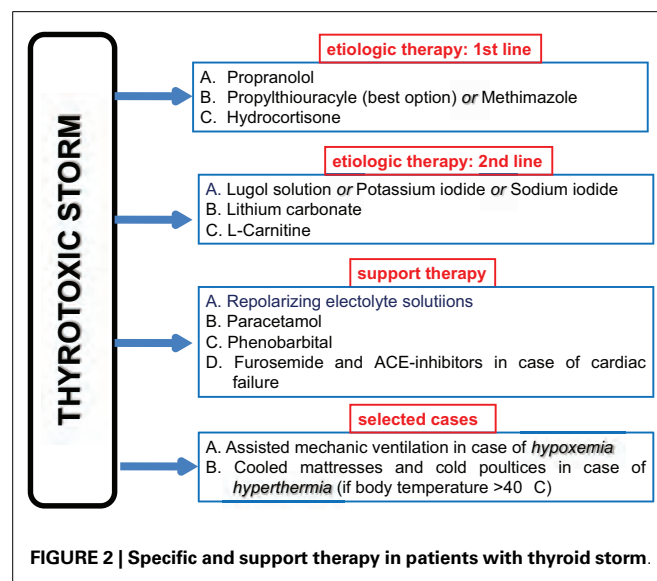 THYROTOXIC STORM
etiologic therapy: 1st line
A. Propranolol
B. Propylthiouracyle (best option) or Methimazole
C. Hydrocortisone
etiologic therapy: 2nd line
A. Lugol solution or Potassium iodide or Sodium iodide
B. Lithium carbonate
C. L-Carnitine
support therapy
A. Repolarizing electolyte solutiions
B. Paracetamol
C. Phenobarbital
D. Furosemide and ACE-inhibitors in case of cardiac
failure
selected cases
A. Assisted mechanic ventilation in case of hypoxemia
B. Cooled mattresses and cold poultices in case of
hyperthermia (if body temperature >40 C)
FIGURE 2 | Specific and support therapy in patients with thyroid storm.